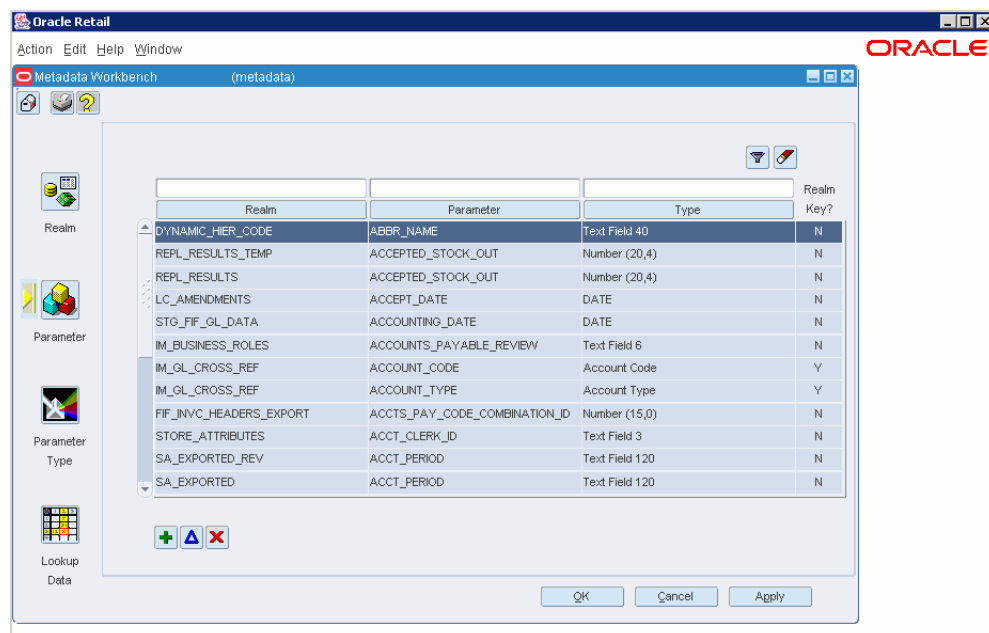 Oracle Retail
Action Edit Help Window
ORACLE
Metadata Workbench (metadata)
Realm
Key?
Realm Parameter Type
DYNAMIC_HIER_CODE ABBR_NAME Text Field 40 N
REPL_RESULTS_TEMP ACCEPTED_STOCK_OUT Number (20,4) N
REPL_RESULTS ACCEPTED_STOCK_OUT Number (20,4) N
LC_AMENDMENTS ACCEPT_DATE DATE N
STG_FIF_GL_DATA ACCOUNTING_DATE DATE N
IM_BUSINESS_ROLES ACCOUNTS_PAYABLE_REVIEW Text Field 6 N
IM_GL_CROSS_REF ACCOUNT_CODE Account Code Y
IM_GL_CROSS_REF ACCOUNT_TYPE Account Type Y
FIF_INVC_HEADERS_EXPORT ACCTS_PAY_CODE_COMBINATION_ID Number (15,0) N
STORE_ATTRIBUTES ACCT_CLERK_ID Text Field 3 N
SA_EXPORTED_REV ACCT_PERIOD Text Field 120 N
SA_EXPORTED ACCT_PERIOD Text Field 120 N
Realm
Parameter
Parameter
Type
Lookup
Data
OK Cancel Apply